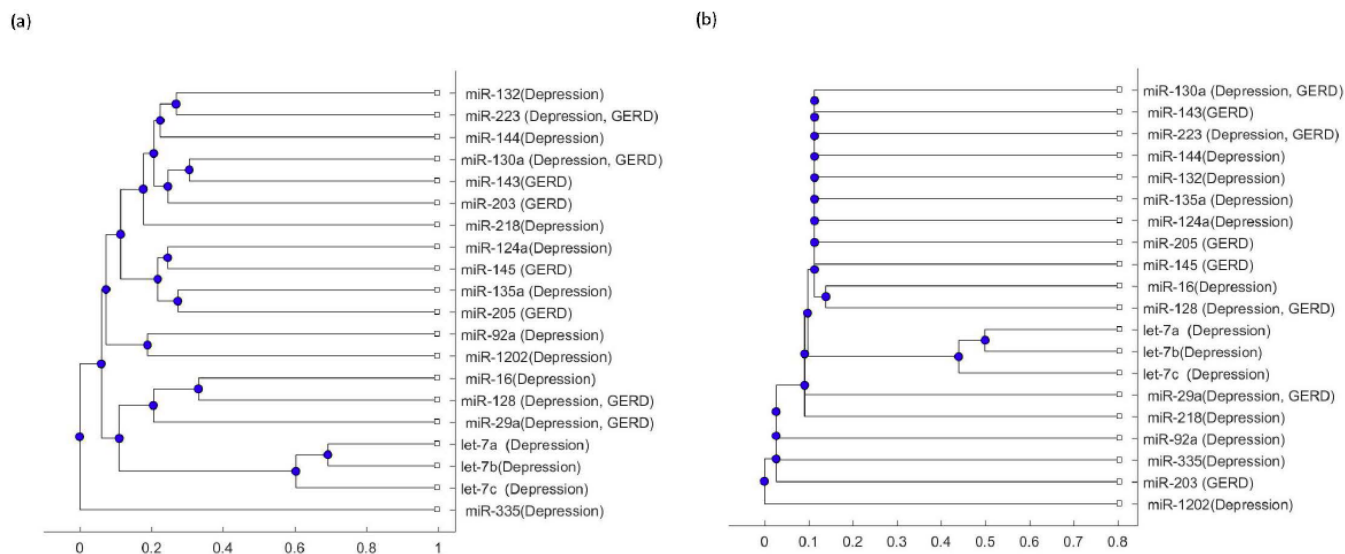 (a)
miR-132(Depression)
miR-223 (Depression, GERD)
miR-144(Depression)
miR-130a (Depression, GERD)
miR-143(GERD)
miR-203 (GERD)
miR-218(Depression)
miR-124a(Depression)
miR-145 (GERD)
miR-135a (Depression)
miR-205 (GERD)
miR-92a (Depression)
miR-1202(Depression)
miR-16(Depression)
miR-128 (Depression, GERD)
miR-29a(Depression, GERD)
let-7a (Depression)
let-7b(Depression)
let-7c (Depression)
miR-335(Depression)
0 0.2 0.4 0.6 0.8 1
(b)
miR-130a (Depression, GERD)
miR-143(GERD)
miR-223 (Depression, GERD)
miR-144(Depression)
miR-132(Depression)
miR-135a (Depression)
miR-124a(Depression)
miR-205 (GERD)
miR-145 (GERD)
miR-16(Depression)
miR-128 (Depression, GERD)
let-7a (Depression)
let-7b(Depression)
let-7c (Depression)
miR-29a(Depression, GERD)
miR-218(Depression)
miR-92a (Depression)
miR-335(Depression)
miR-203 (GERD)
miR-1202(Depression)
0 0.1 0.2 0.3 0.4 0.5 0.6 0.7 0.8